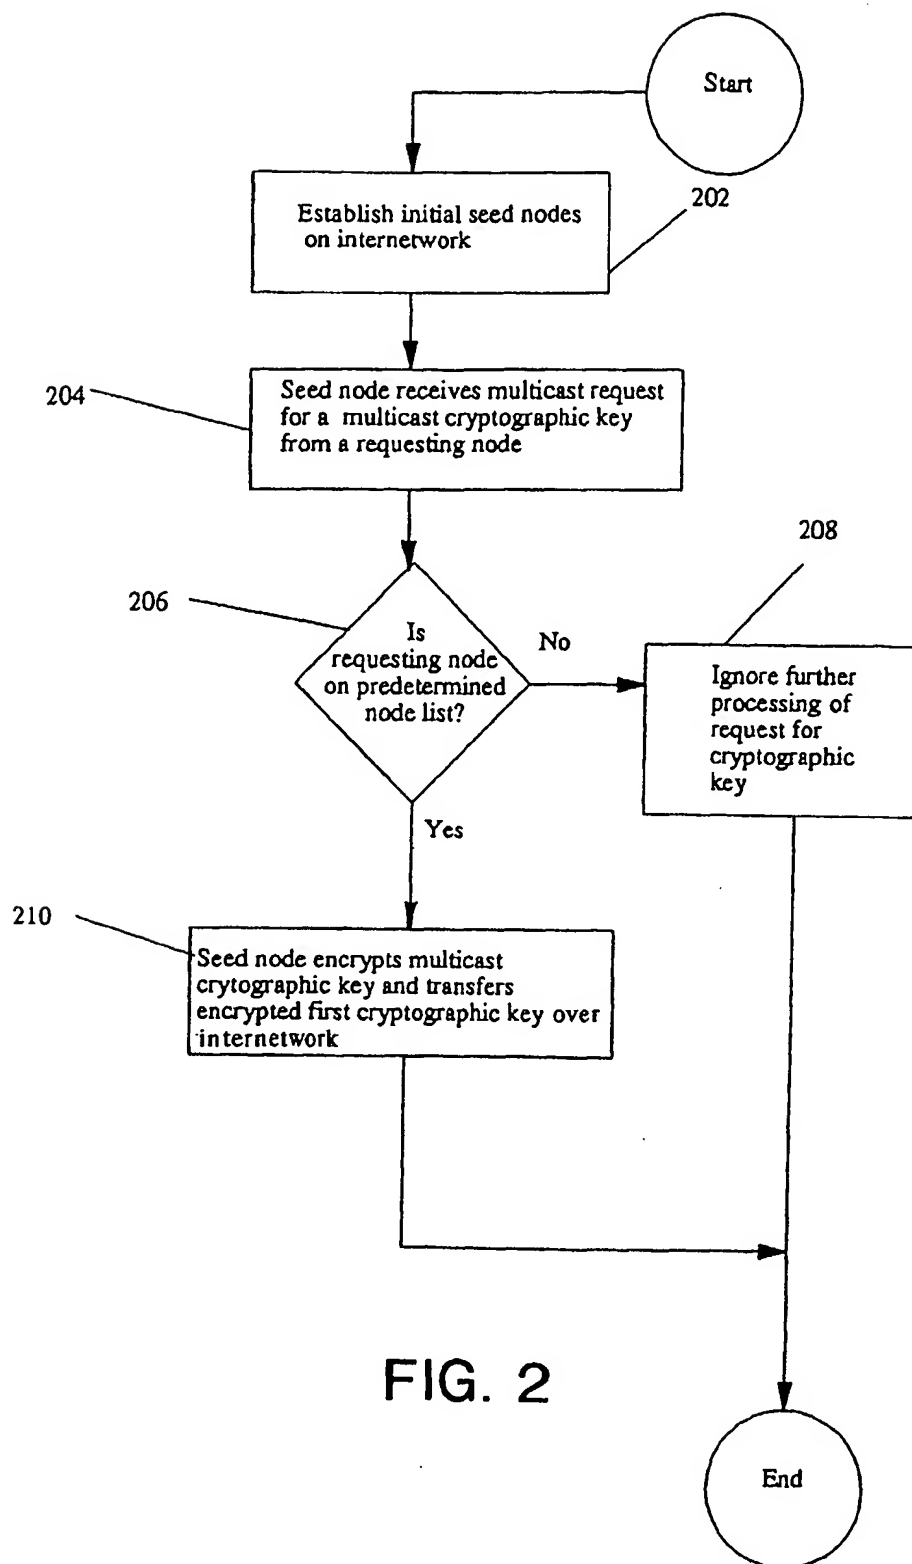 Start
202
Establish initial seed nodes
on internetwork
204
Seed node receives multicast request
for a multicast cryptographic key
from a requesting node
208
206
Is
requesting node
on predetermined
node list?
No
Ignore further
processing of
request for
cryptographic
key
Yes
210
Seed node encrypts multicast
crytographic key and transfers
encrypted first cryptographic key over
internetwork
FIG. 2
End